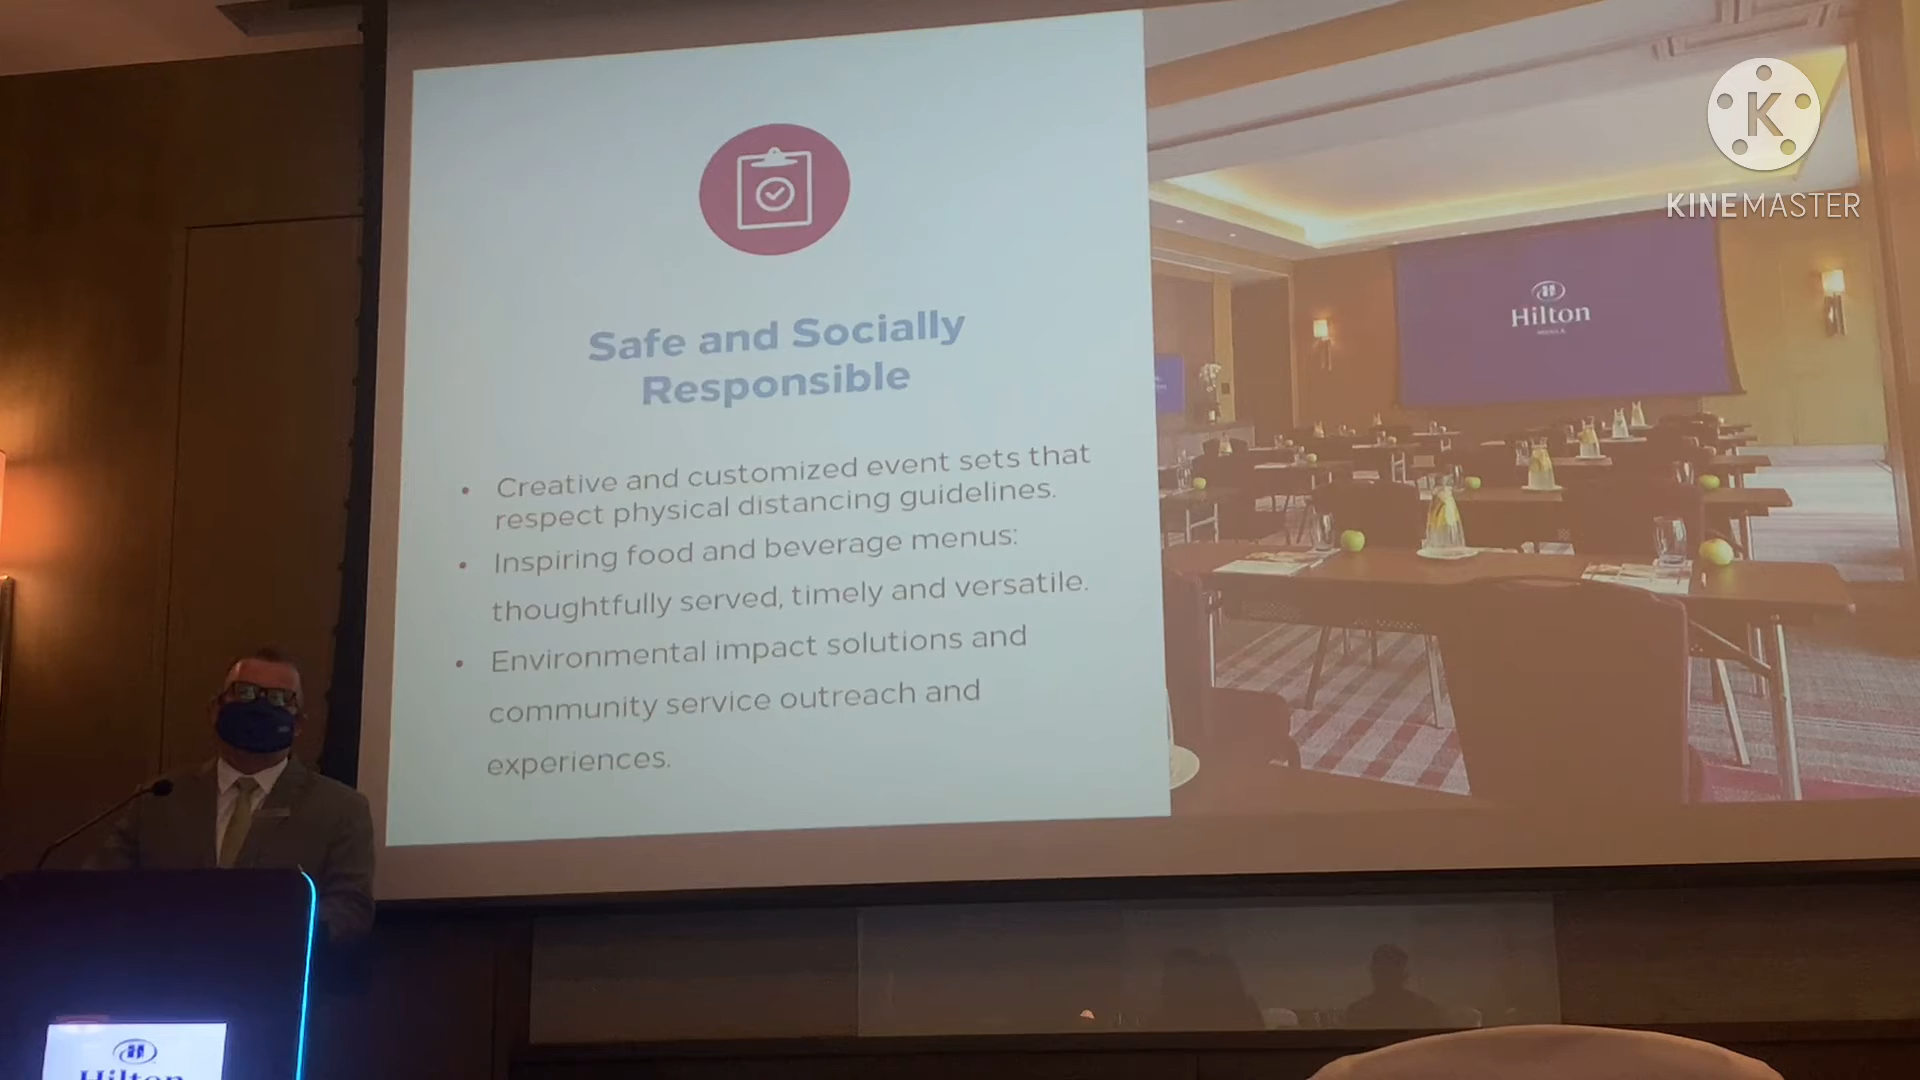 Safe and Socially
Responsible
• Creative and customized event sets that
respect physical distancing guidelines.
• Inspiring food and beverage menus:
thoughtfully served, timely and versatile.
• Environmental impact solutions and
community service outreach and
experiences.
K
KINEMASTER
Hilton
Hilton